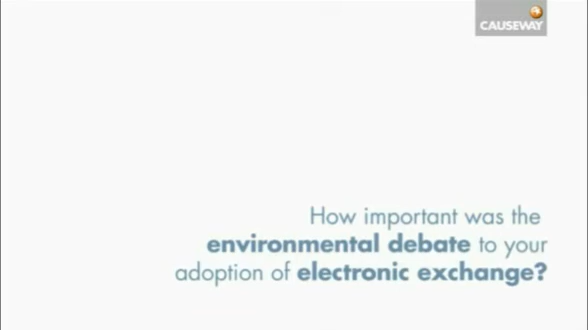 CAUSEWAY
How important was the
environmental debate to your
adoption of electronic exchange?